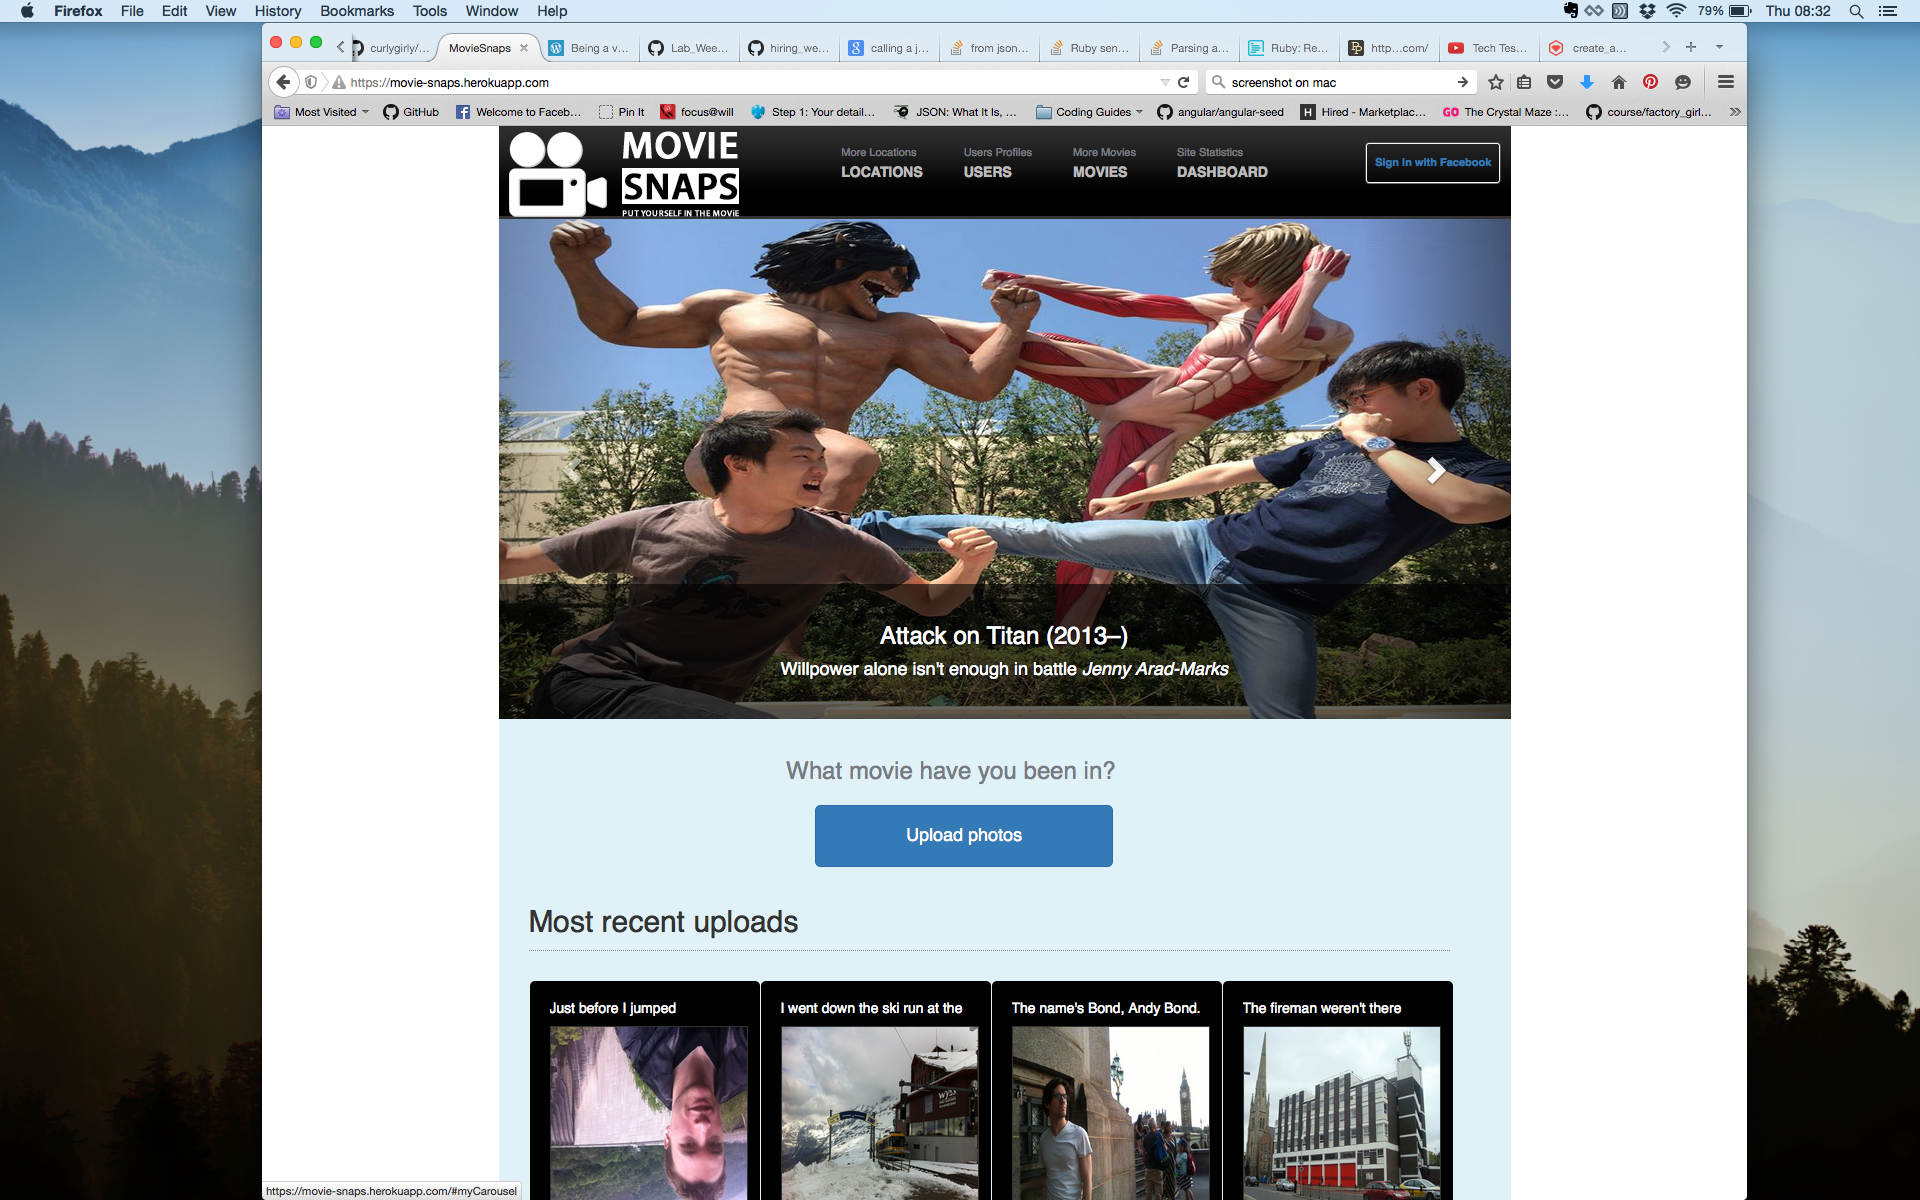 Firefox File Edit View History Bookmarks Tools Window Help 79% Thu 08:32
curlygirly/... MovieSnaps Being a v... Lab_Wee... hiring_we... calling a j... from json... Ruby sen... Parsing a... Ruby: Re... http...com/ Tech Tes... create_a...
https://movie-snaps.herokuapp.com screenshot on mac
Most Visited GitHub Welcome to Faceb... Pin It focus@will Step 1: Your detail... JSON: What It Is, ... Coding Guides angular/angular-seed H Hired - Marketplac... GO The Crystal Maze :... course/factory_girl...
MOVIE
SNAPS
PUT YOURSELF IN THE MOVIE
More Locations Users Profiles More Movies Site Statistics
LOCATIONS USERS MOVIES DASHBOARD
Sign In with Facebook
Attack on Titan (2013–)
Willpower alone isn't enough in battle Jenny Arad-Marks
What movie have you been in?
Upload photos
Most recent uploads
Just before I jumped I went down the ski run at the The name's Bond, Andy Bond. The fireman weren't there
https://movie-snaps.herokuapp.com/#myCarousel